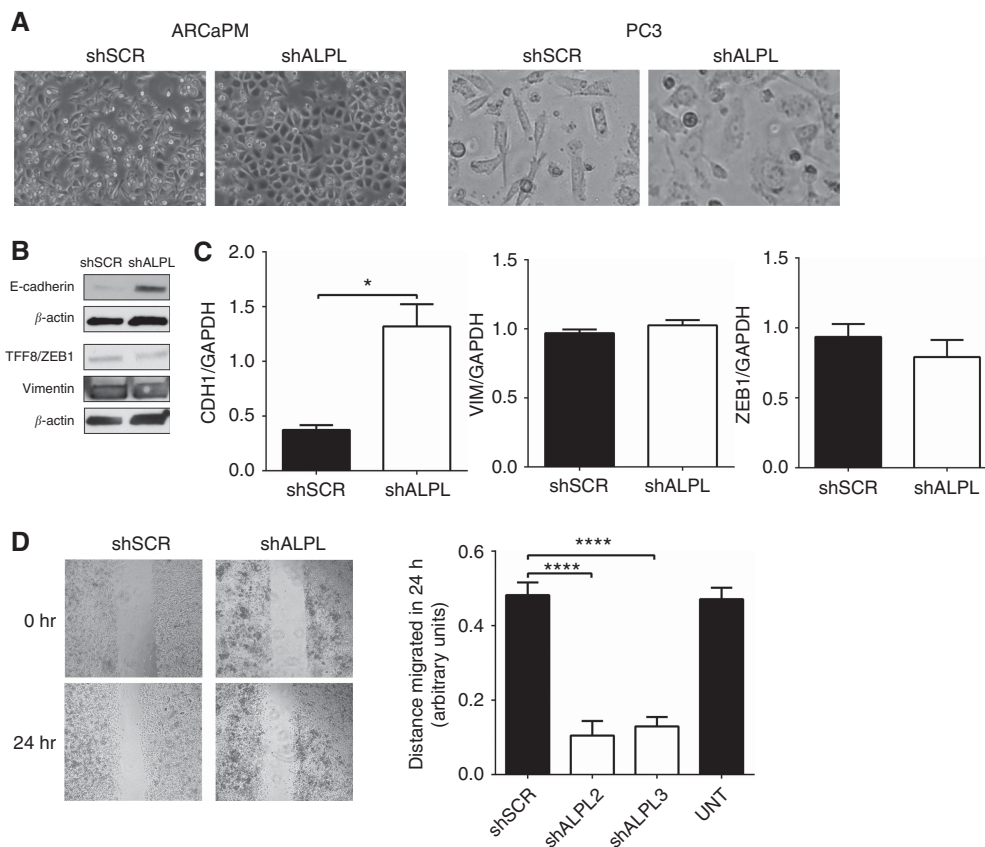 A
ARCaPM
PC3
shSCR
shALPL
shSCR
shALPL
B
shSCR shALPL
E-cadherin
β-actin
TFF8/ZEB1
Vimentin
β-actin
C
CDH1/GAPDH
2.0
1.5
1.0
0.5
0.0
*
shSCR
shALPL
VIM/GAPDH
1.5
1.0
0.5
0.0
shSCR
shALPL
ZEB1/GAPDH
1.5
1.0
0.5
0.0
shSCR
shALPL
D
shSCR
shALPL
0 hr
24 hr
Distance migrated in 24 h
(arbitrary units)
0.6
0.4
0.2
0.0
****
****
shSCR
shALPL2
shALPL3
UNT